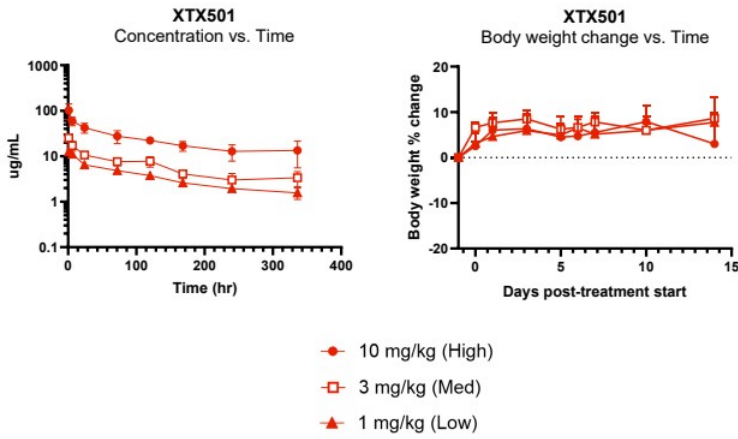 XTX501
Concentration vs. Time
1000
100
10
1
0.1
ug/mL
0
100
200
300
400
Time (hr)
XTX501
Body weight change vs. Time
20
10
0
-10
-20
Body weight % change
0
5
10
15
Days post-treatment start
10 mg/kg (High)
3 mg/kg (Med)
1 mg/kg (Low)